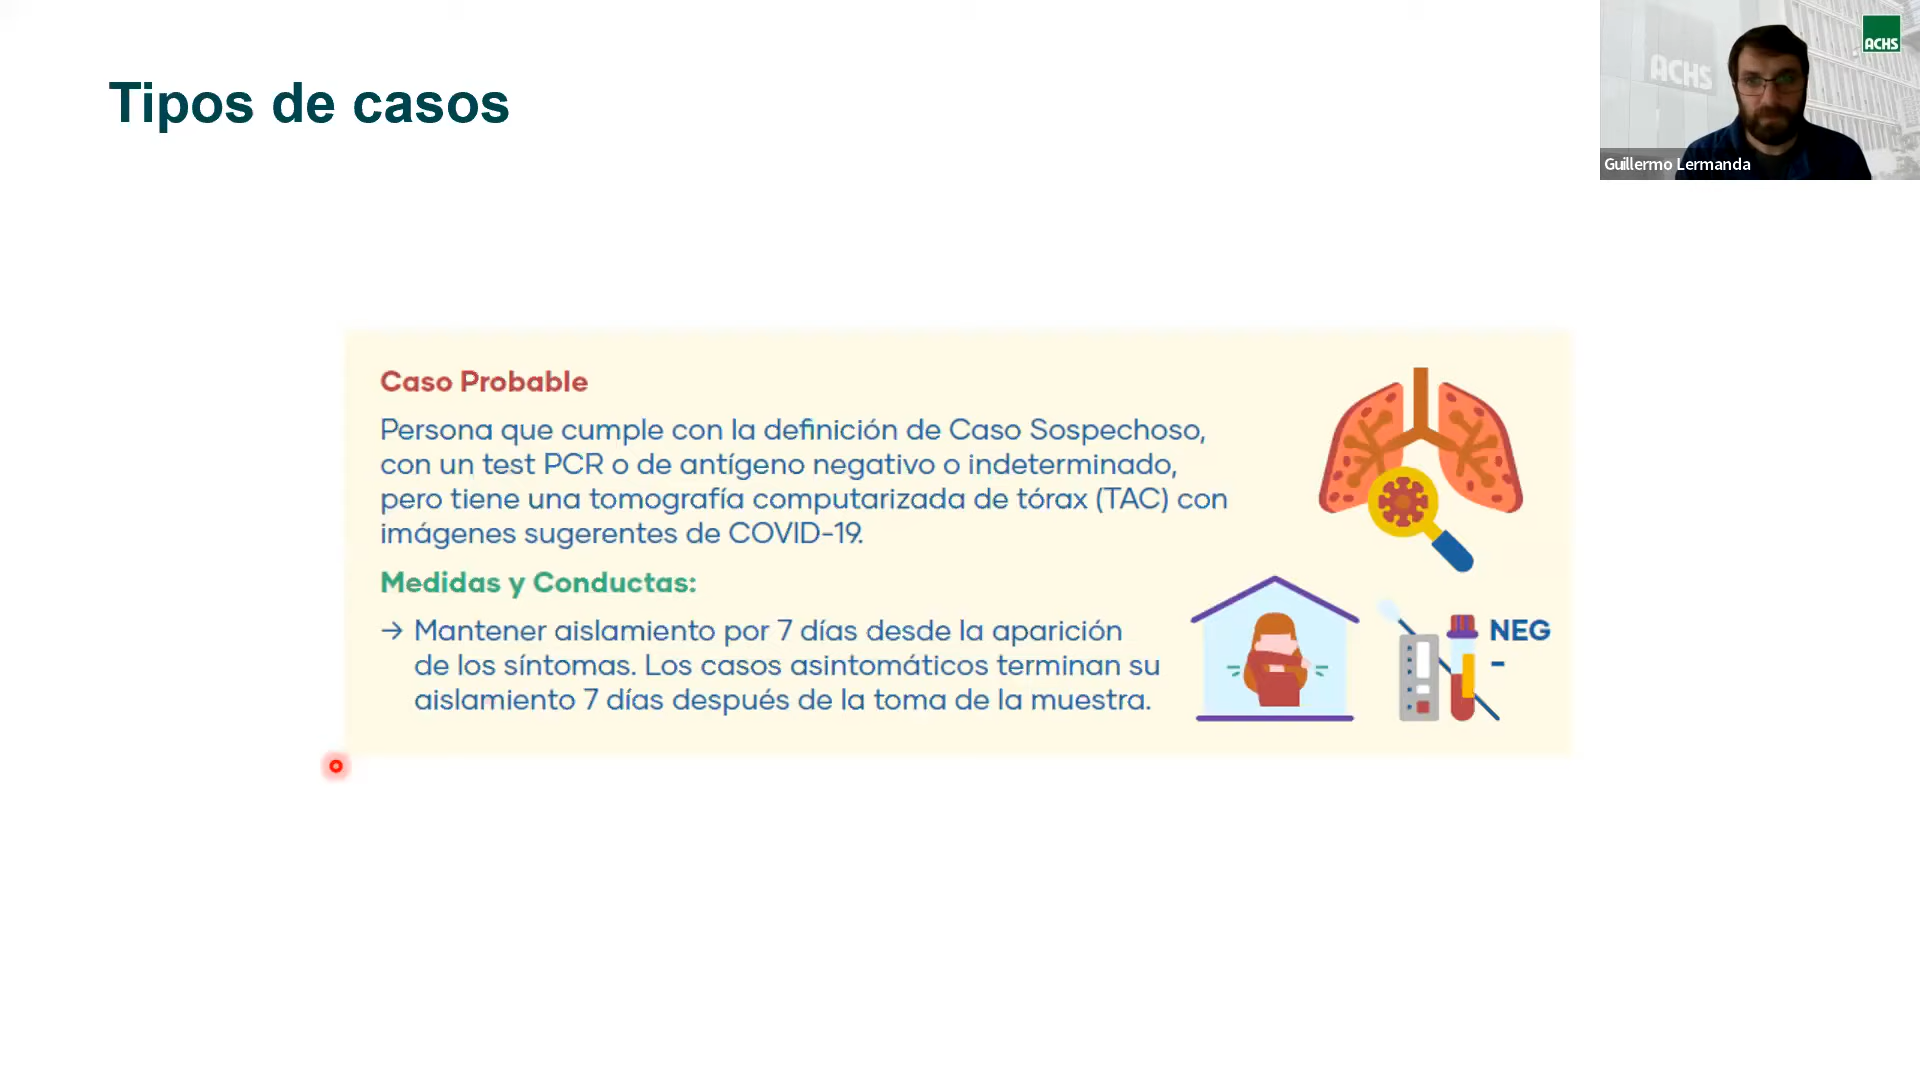 Tipos de casos
ACHS
ACHS
Guillermo Lermanda
Caso Probable
Persona que cumple con la definición de Caso Sospechoso,
con un test PCR o de antígeno negativo o indeterminado,
pero tiene una tomografía computarizada de tórax (TAC) con
imágenes sugerentes de COVID-19.
Medidas y Conductas:
→ Mantener aislamiento por 7 días desde la aparición
de los síntomas. Los casos asintomáticos terminan su
aislamiento 7 días después de la toma de la muestra.
NEG
-